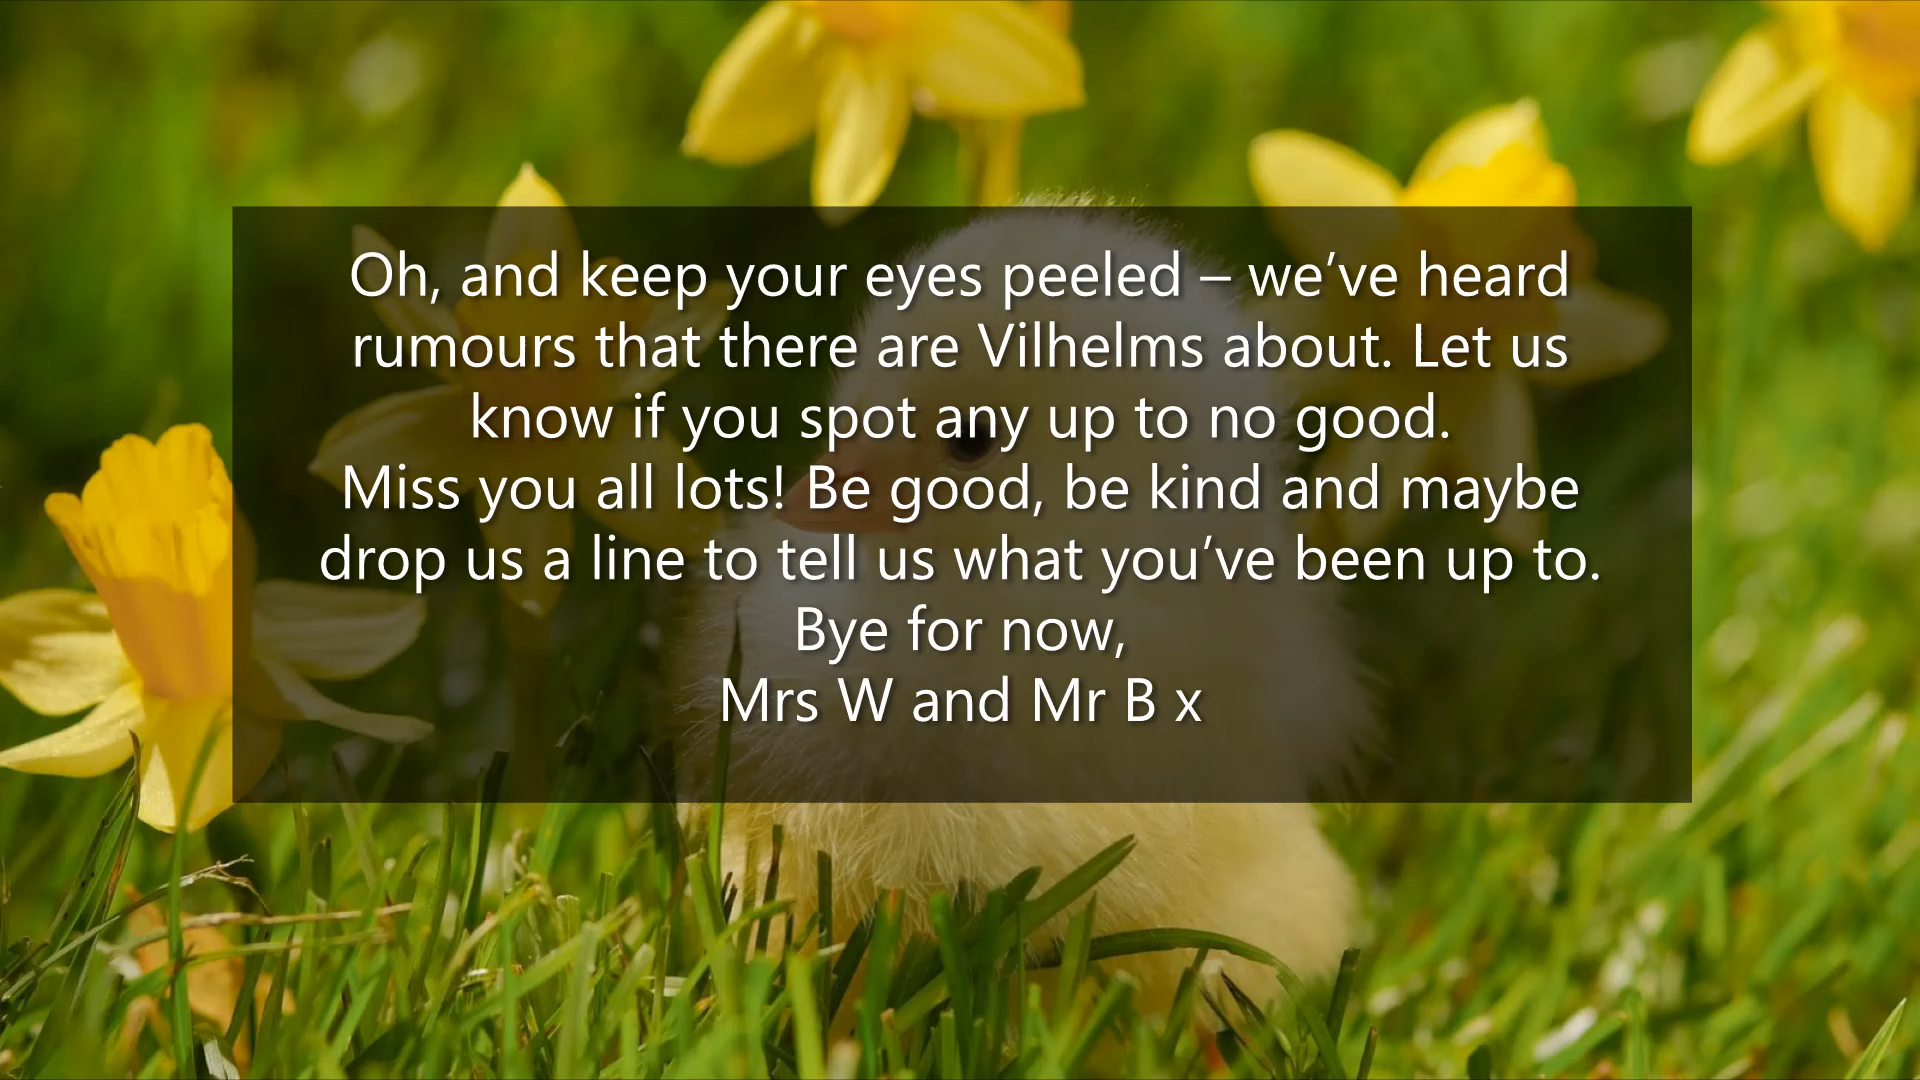 Oh, and keep your eyes peeled – we’ve heard
rumours that there are Vilhelms about. Let us
know if you spot any up to no good.
Miss you all lots! Be good, be kind and maybe
drop us a line to tell us what you’ve been up to.
Bye for now,
Mrs W and Mr B x